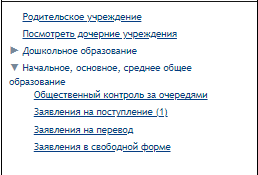 Родительское учреждение
Посмотреть дочерние учреждения
Дошкольное образование
Начальное, основное, среднее общее
образование
Общественный контроль за очередями
Заявления на поступление (1)
Заявления на перевод
Заявления в свободной форме